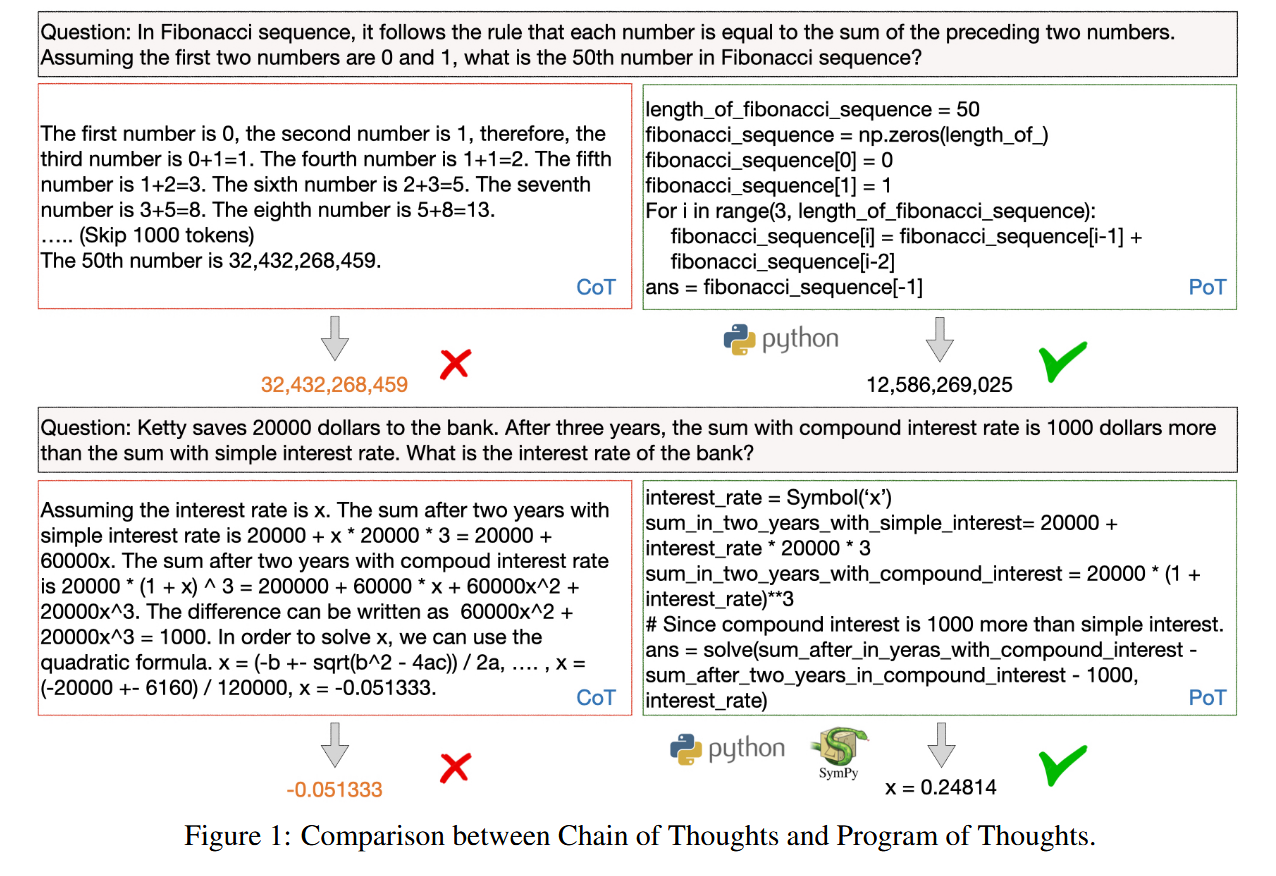 Question: In Fibonacci sequence, it follows the rule that each number is equal to the sum of the preceding two numbers.
Assuming the first two numbers are 0 and 1, what is the 50th number in Fibonacci sequence?
The first number is 0, the second number is 1, therefore, the
third number is 0+1=1. The fourth number is 1+1=2. The fifth
number is 1+2=3. The sixth number is 2+3=5. The seventh
number is 3+5=8. The eighth number is 5+8=13.
..... (Skip 1000 tokens)
The 50th number is 32,432,268,459.
CoT
length_of_fibonacci_sequence = 50
fibonacci_sequence = np.zeros(length_of_)
fibonacci_sequence[0] = 0
fibonacci_sequence[1] = 1
For i in range(3, length_of_fibonacci_sequence):
fibonacci_sequence[i] = fibonacci_sequence[i-1] +
fibonacci_sequence[i-2]
ans = fibonacci_sequence[-1]
PoT
32,432,268,459
python
12,586,269,025
Question: Ketty saves 20000 dollars to the bank. After three years, the sum with compound interest rate is 1000 dollars more
than the sum with simple interest rate. What is the interest rate of the bank?
Assuming the interest rate is x. The sum after two years with
simple interest rate is 20000 + x * 20000 * 3 = 20000 +
60000x. The sum after two years with compoud interest rate
is 20000 * (1 + x) ^ 3 = 200000 + 60000 * x + 60000x^2 +
20000x^3. The difference can be written as 60000x^2 +
20000x^3 = 1000. In order to solve x, we can use the
quadratic formula. x = (-b +- sqrt(b^2 - 4ac)) / 2a, .... , x =
(-20000 +- 6160) / 120000, x = -0.051333.
CoT
interest_rate = Symbol(‘x’)
sum_in_two_years_with_simple_interest= 20000 +
interest_rate * 20000 * 3
sum_in_two_years_with_compound_interest = 20000 * (1 +
interest_rate)**3
# Since compound interest is 1000 more than simple interest.
ans = solve(sum_after_in_yeras_with_compound_interest -
sum_after_two_years_in_compound_interest - 1000,
interest_rate)
PoT
-0.051333
python
SymPy
x = 0.24814
Figure 1: Comparison between Chain of Thoughts and Program of Thoughts.